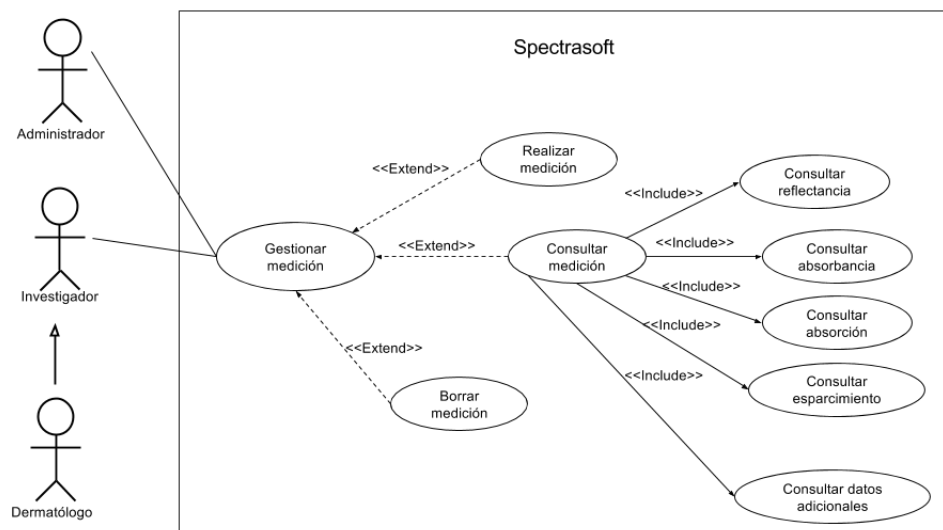 Spectrasoft
Administrador
Realizar
medición
<<Extend>>
Consultar
reflectancia
<<Include>>
Investigador
Gestionar
medición
<<Extend>>
Consultar
medición
<<Include>>
Consultar
absorbancia
<<Include>>
Consultar
absorción
<<Extend>>
<<Include>>
Borrar
medición
<<Include>>
Consultar
esparcimiento
Dermatólogo
Consultar datos
adicionales